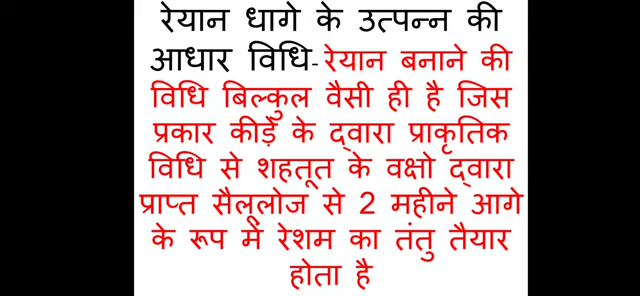 रेयान धागे के उत्पन्न की
आधार विधि- रेयान बनाने की
विधि बिल्कुल वैसी ही है जिस
प्रकार कीड़े के द्वारा प्राकृतिक
विधि से शहतूत के वक्षो द्वारा
प्राप्त सैलूलोज से 2 महीने आगे
के रूप में रेशम का तंतु तैयार
होता है